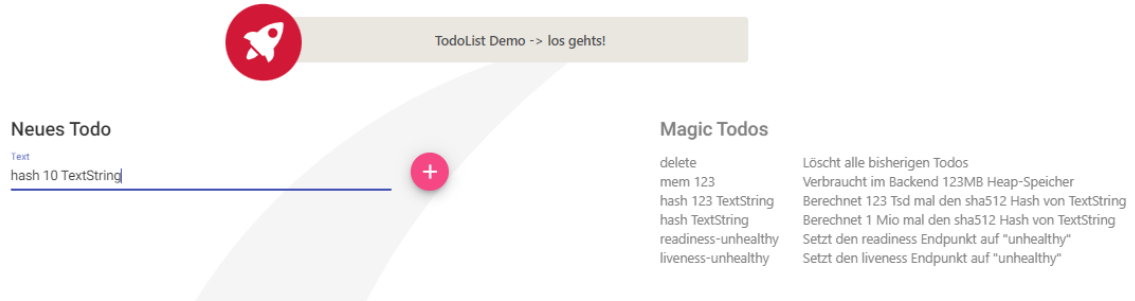 TodoList Demo -> los gehts!
Neues Todo
Text
hash 10 TextString
Magic Todos
delete Löscht alle bisherigen Todos
mem 123 Verbraucht im Backend 123MB Heap-Speicher
hash 123 TextString Berechnet 123 Tsd mal den sha512 Hash von TextString
hash TextString Berechnet 1 Mio mal den sha512 Hash von TextString
readiness-unhealthy Setzt den readiness Endpunkt auf "unhealthy"
liveness-unhealthy Setzt den liveness Endpunkt auf "unhealthy"